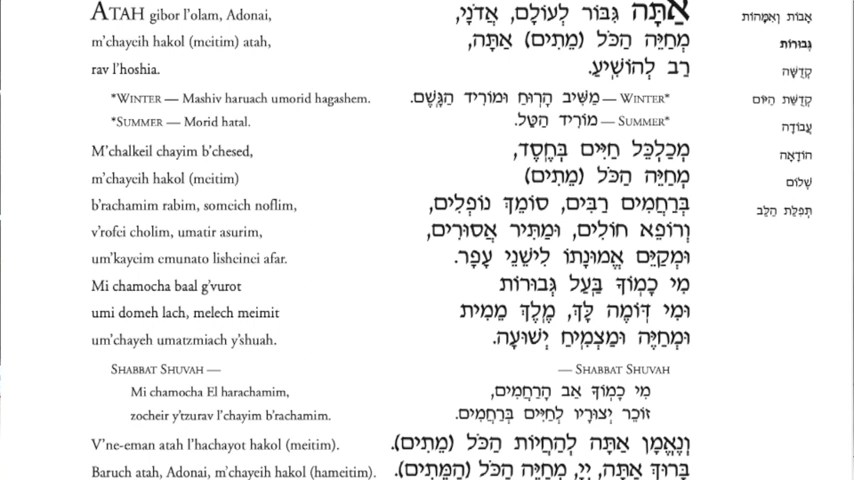 ATAH gibor l'olam, Adonai,
m'chayeih hakol (meitim) atah,
rav l'hoshia.
*WINTER — Mashiv haruach umorid hagashem.
*SUMMER — Morid hatal.
M'chalkeil chayim b'chesed,
m'chayeih hakol (meitim)
b'rachamim rabim, someich noflim,
v'rofei cholim, umatir asurim,
um'kayeim emunato lisheinei afar.
Mi chamocha baal g'vurot
umi domeh lach, melech meimit
um'chayeh umatzmiach y'shuah.
SHABBAT SHUVAH —
Mi chamocha El harachamim,
zocheir y'tzurav l'chayim b'rachamim.
V'ne-eman atah l'hachayot hakol (meitim).
Baruch atah, Adonai, m'chayeih hakol (hameitim).
אַתָּה גִּבּוֹר לְעוֹלָם, אֲדֹנָי,
מְחַיֵּה הַכֹּל (מֵתִים) אַתָּה,
רַב לְהוֹשִֽׁיעַ.
*WINTER — מַשִּׁיב הָרֽוּחַ וּמוֹרִיד הַגָּֽשֶׁם.
*SUMMER — מוֹרִיד הַטָּל.
מְכַלְכֵּל חַיִּים בְּחֶֽסֶד,
מְחַיֵּה הַכֹּל (מֵתִים)
בְּרַחֲמִים רַבִּים, סוֹמֵךְ נוֹפְלִים,
וְרוֹפֵא חוֹלִים, וּמַתִּיר אֲסוּרִים,
וּמְקַיֵּם אֱמוּנָתוֹ לִישֵׁנֵי עָפָר.
מִי כָמֽוֹךָ בַּֽעַל גְּבוּרוֹת
וּמִי דּֽוֹמֶה לָּךְ, מֶֽלֶךְ מֵמִית
וּמְחַיֶּה וּמַצְמִֽיחַ יְשׁוּעָה.
SHABBAT SHUVAH —
מִי כָמֽוֹךָ אֵל הָרַחֲמִים,
זוֹכֵר יְצוּרָיו לְחַיִּים בְּרַחֲמִים.
וְנֶאֱמָן אַתָּה לְהַחֲיוֹת הַכֹּל (מֵתִים).
בָּרוּךְ אַתָּה, יְיָ, מְחַיֵּה הַכֹּל (הַמֵּתִים).
אָבוֹת וְאִמָּהוֹת
גְּבוּרוֹת
קְדֻשָּׁה
קְדֻשַּׁת הַיּוֹם
עֲבוֹדָה
הוֹדָאָה
שָׁלוֹם
תְּפִלַּת הַלֵּב